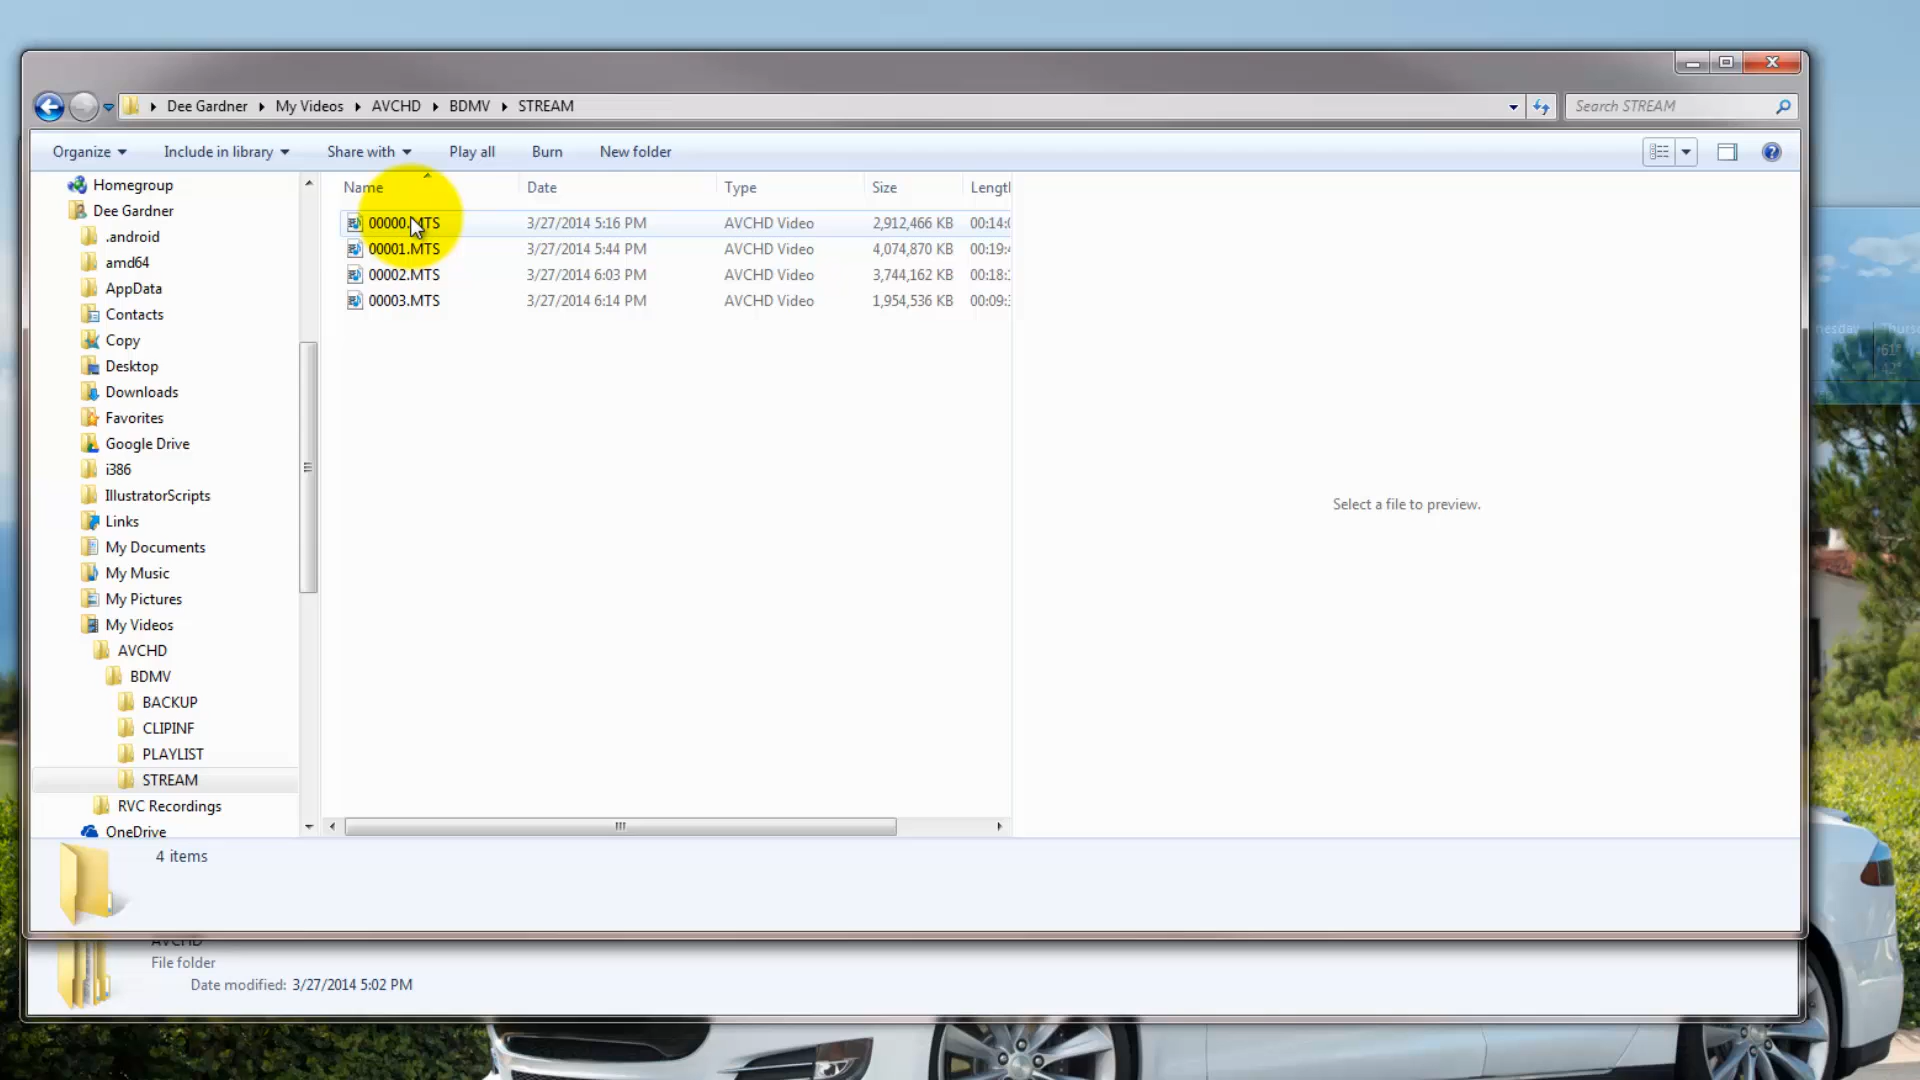 Dee Gardner My Videos AVCHD BDMV STREAM
Search STREAM
Organize Include in library Share with Play all Burn New folder
Homegroup
Dee Gardner
.android
amd64
AppData
Contacts
Copy
Desktop
Downloads
Favorites
Google Drive
i386
IllustratorScripts
Links
My Documents
My Music
My Pictures
My Videos
AVCHD
BDMV
BACKUP
CLIPINF
PLAYLIST
STREAM
RVC Recordings
OneDrive
Name Date Type Size Lengt
00000.MTS 3/27/2014 5:16 PM AVCHD Video 2,912,466 KB 00:14:
00001.MTS 3/27/2014 5:44 PM AVCHD Video 4,074,870 KB 00:19:
00002.MTS 3/27/2014 6:03 PM AVCHD Video 3,744,162 KB 00:18:
00003.MTS 3/27/2014 6:14 PM AVCHD Video 1,954,536 KB 00:09:
Select a file to preview.
nesday Thurs
61°
42°
4 items
AVCHD
File folder
Date modified: 3/27/2014 5:02 PM